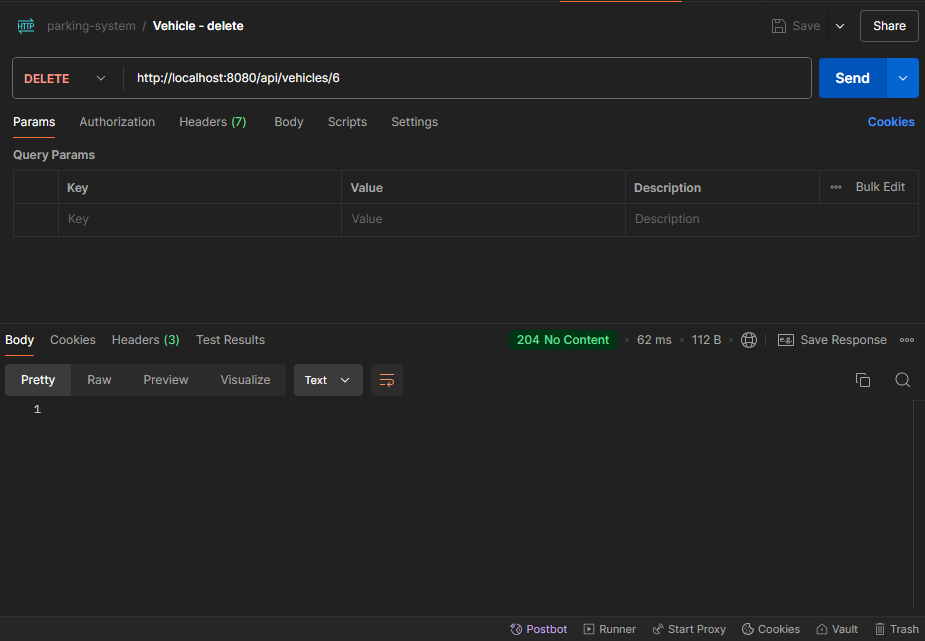 HTTP parking-system / Vehicle - delete Save Share
DELETE http://localhost:8080/api/vehicles/6 Send
Params Authorization Headers (7) Body Scripts Settings Cookies
Query Params
Key Value Description Bulk Edit
Key Value Description
Body Cookies Headers (3) Test Results 204 No Content 62 ms 112 B e.g. Save Response
Pretty Raw Preview Visualize Text
1
Postbot Runner Start Proxy Cookies Vault Trash